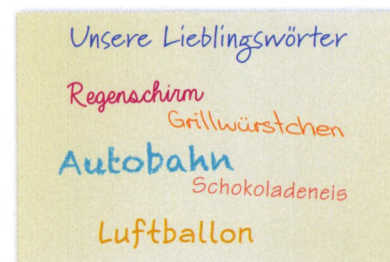 Unsere Lieblingswörter
Regenschirm
Grillwürstchen
Autobahn
Schokoladeneis
Luftballon